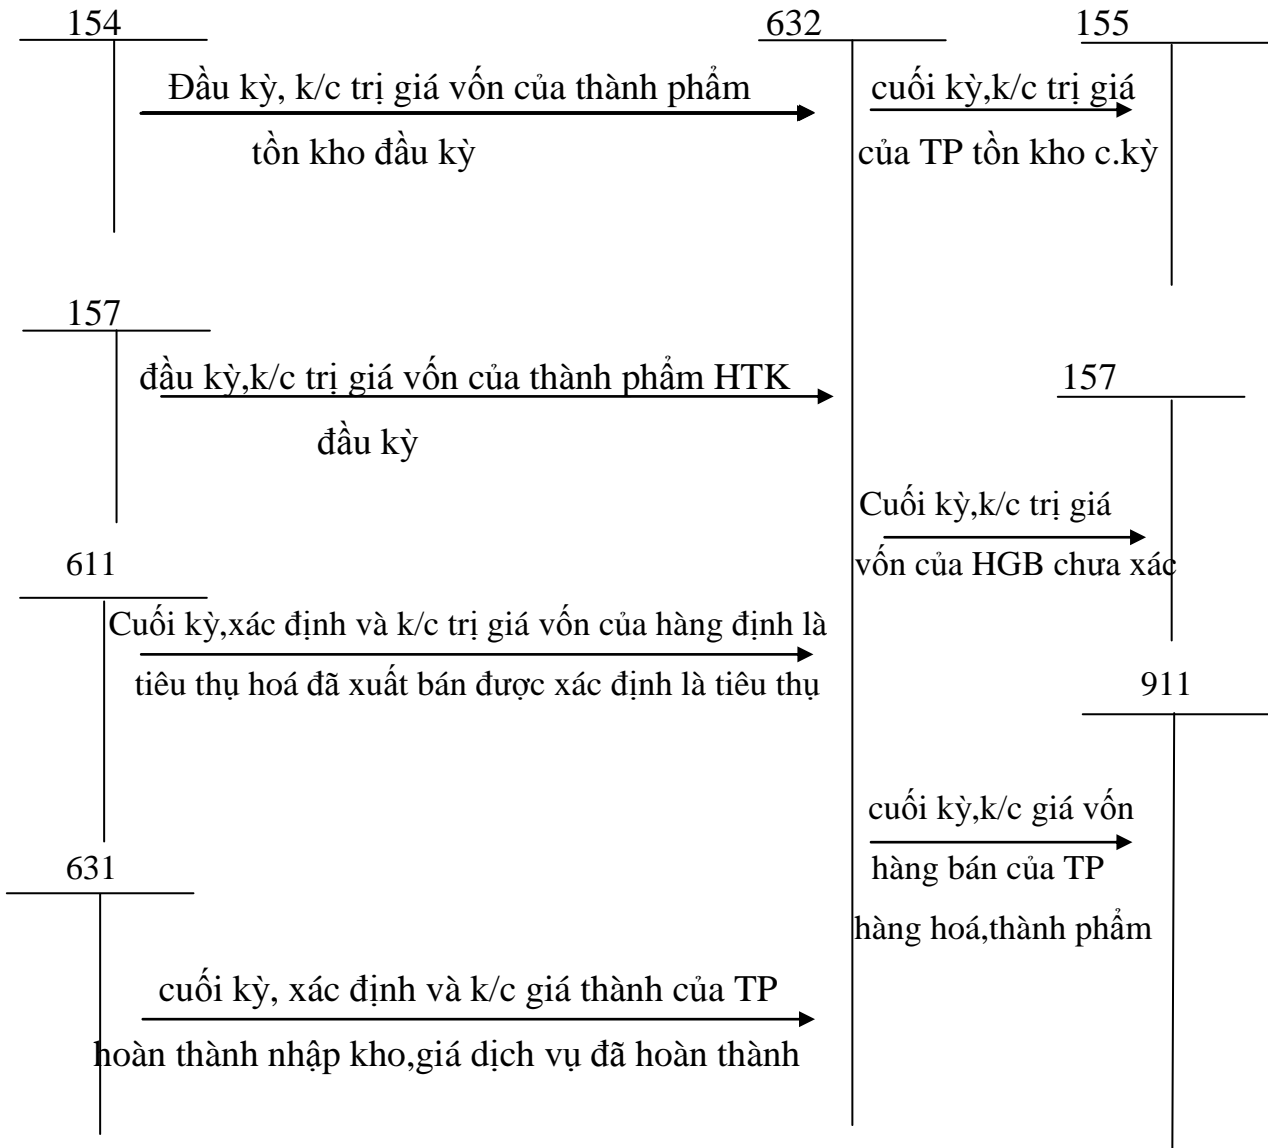 154
632
155
Đầu kỳ, k/c trị giá vốn của thành phẩm
tồn kho đầu kỳ
cuối kỳ,k/c trị giá
của TP tồn kho c.kỳ
157
đầu kỳ,k/c trị giá vốn của thành phẩm HTK
đầu kỳ
157
Cuối kỳ,k/c trị giá
vốn của HGB chưa xác
611
Cuối kỳ,xác định và k/c trị giá vốn của hàng định là
tiêu thụ hoá đã xuất bán được xác định là tiêu thụ
911
cuối kỳ,k/c giá vốn
hàng bán của TP
hàng hoá,thành phẩm
631
cuối kỳ, xác định và k/c giá thành của TP
hoàn thành nhập kho,giá dịch vụ đã hoàn thành